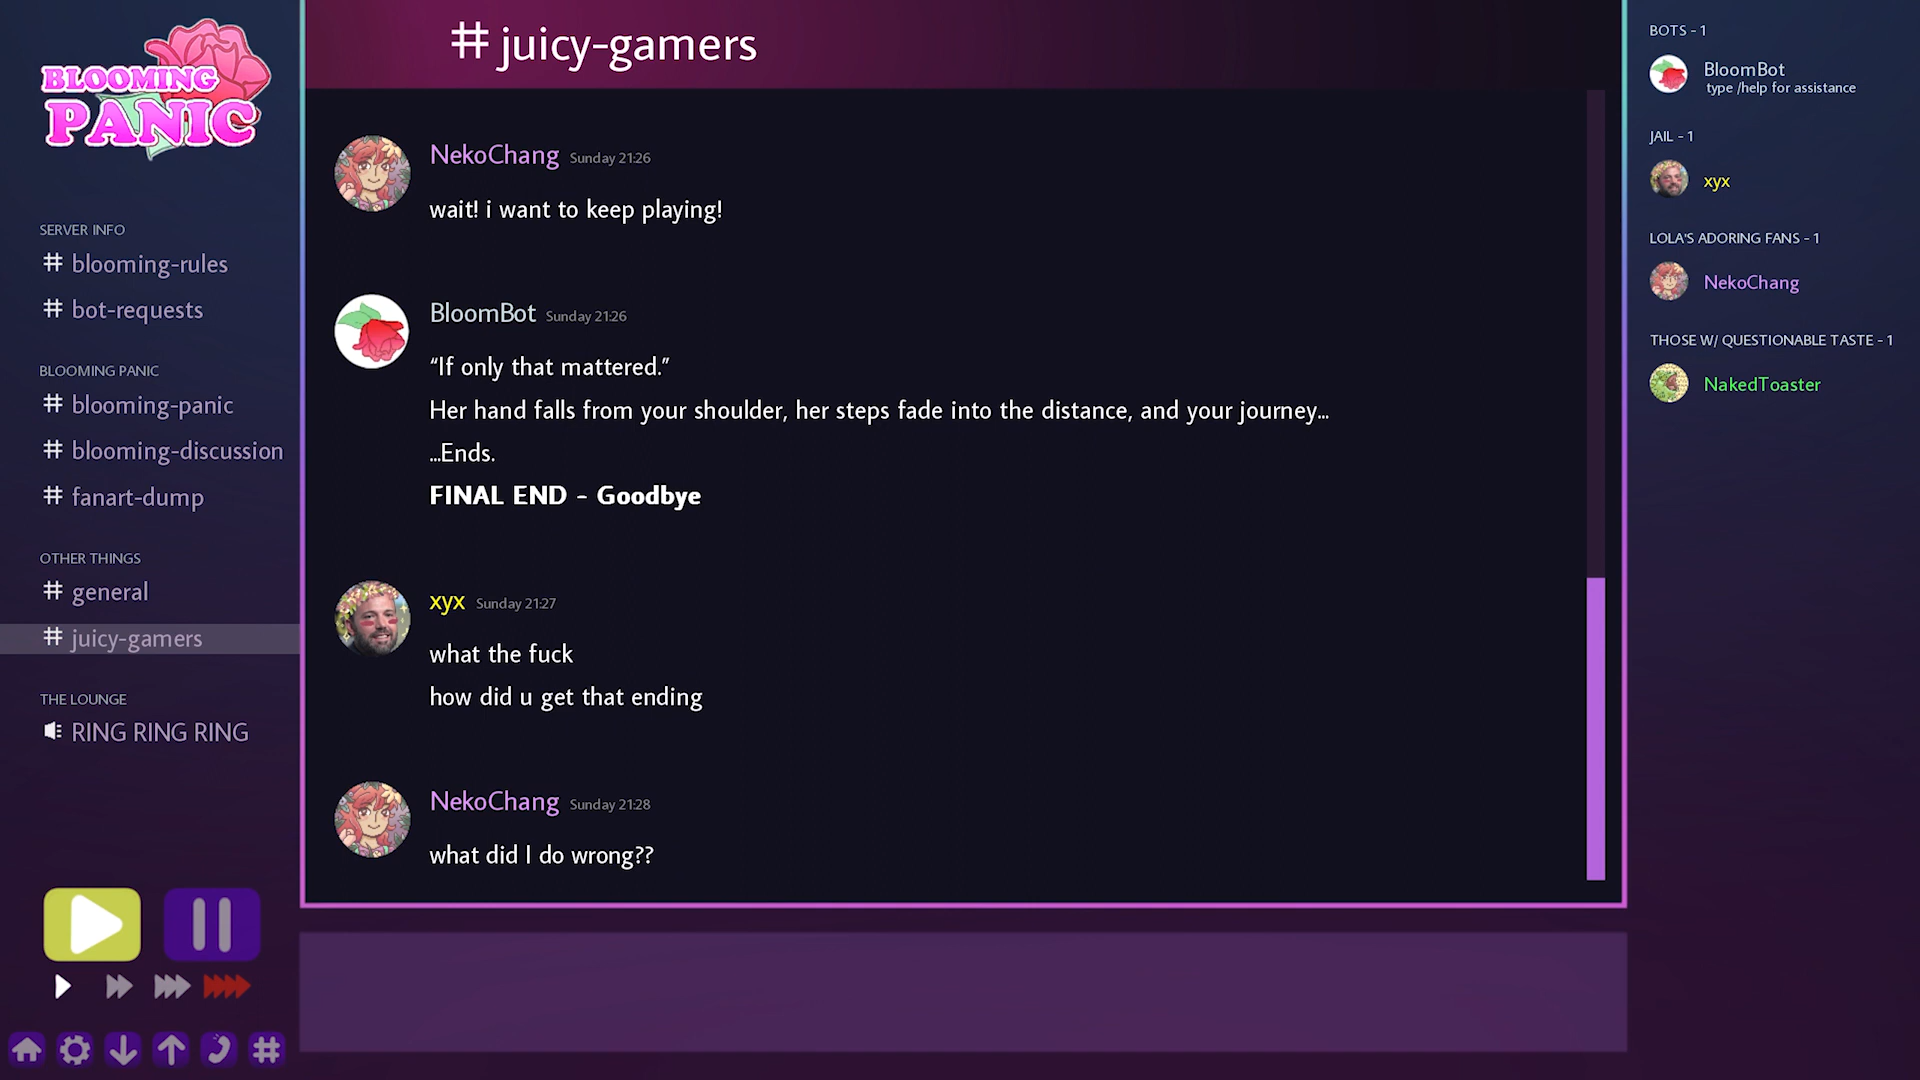 BLOOMING
PANIC
SERVER INFO
# blooming-rules
# bot-requests
BLOOMING PANIC
# blooming-panic
# blooming-discussion
# fanart-dump
OTHER THINGS
# general
# juicy-gamers
THE LOUNGE
RING RING RING
# juicy-gamers
NekoChang Sunday 21:26
wait! i want to keep playing!
BloomBot Sunday 21:26
“If only that mattered.”
Her hand falls from your shoulder, her steps fade into the distance, and your journey...
...Ends.
FINAL END - Goodbye
xyx Sunday 21:27
what the fuck
how did u get that ending
NekoChang Sunday 21:28
what did I do wrong??
BOTS - 1
BloomBot
type /help for assistance
JAIL - 1
xyx
LOLA'S ADORING FANS - 1
NekoChang
THOSE W/ QUESTIONABLE TASTE - 1
NakedToaster